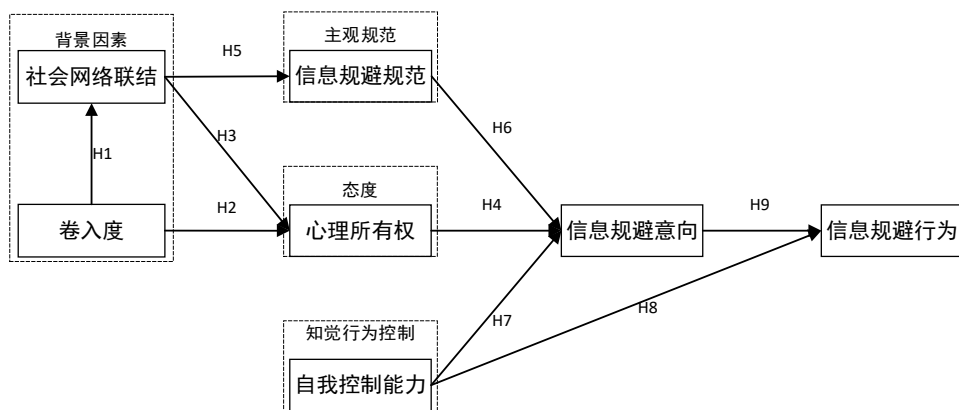 背景因素
社会网络联结
H5
主观规范
信息规避规范
H1
H3
H6
卷入度
H2
态度
心理所有权
H4
信息规避意向
H9
信息规避行为
H7
H8
知觉行为控制
自我控制能力